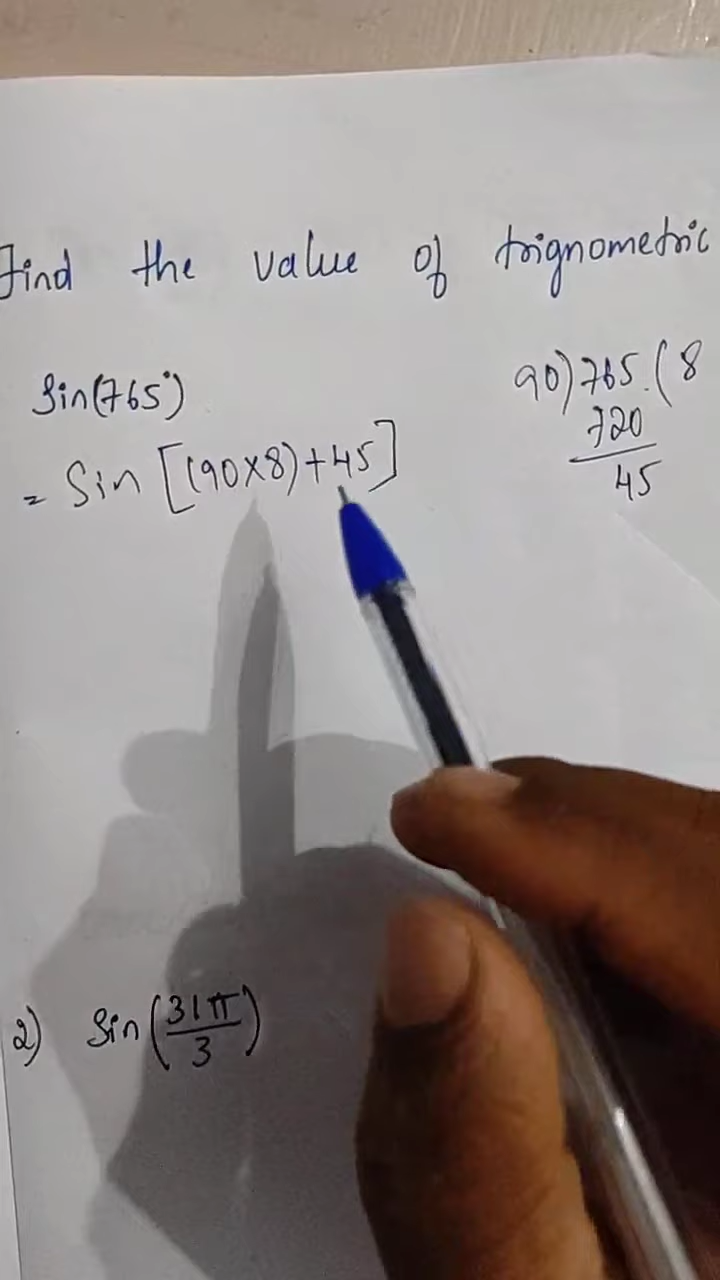 Find the value of trignometric
Sin(765°)
90)765.(8
720
45
= Sin [(90×8)+45]
2) Sin(31π/3)